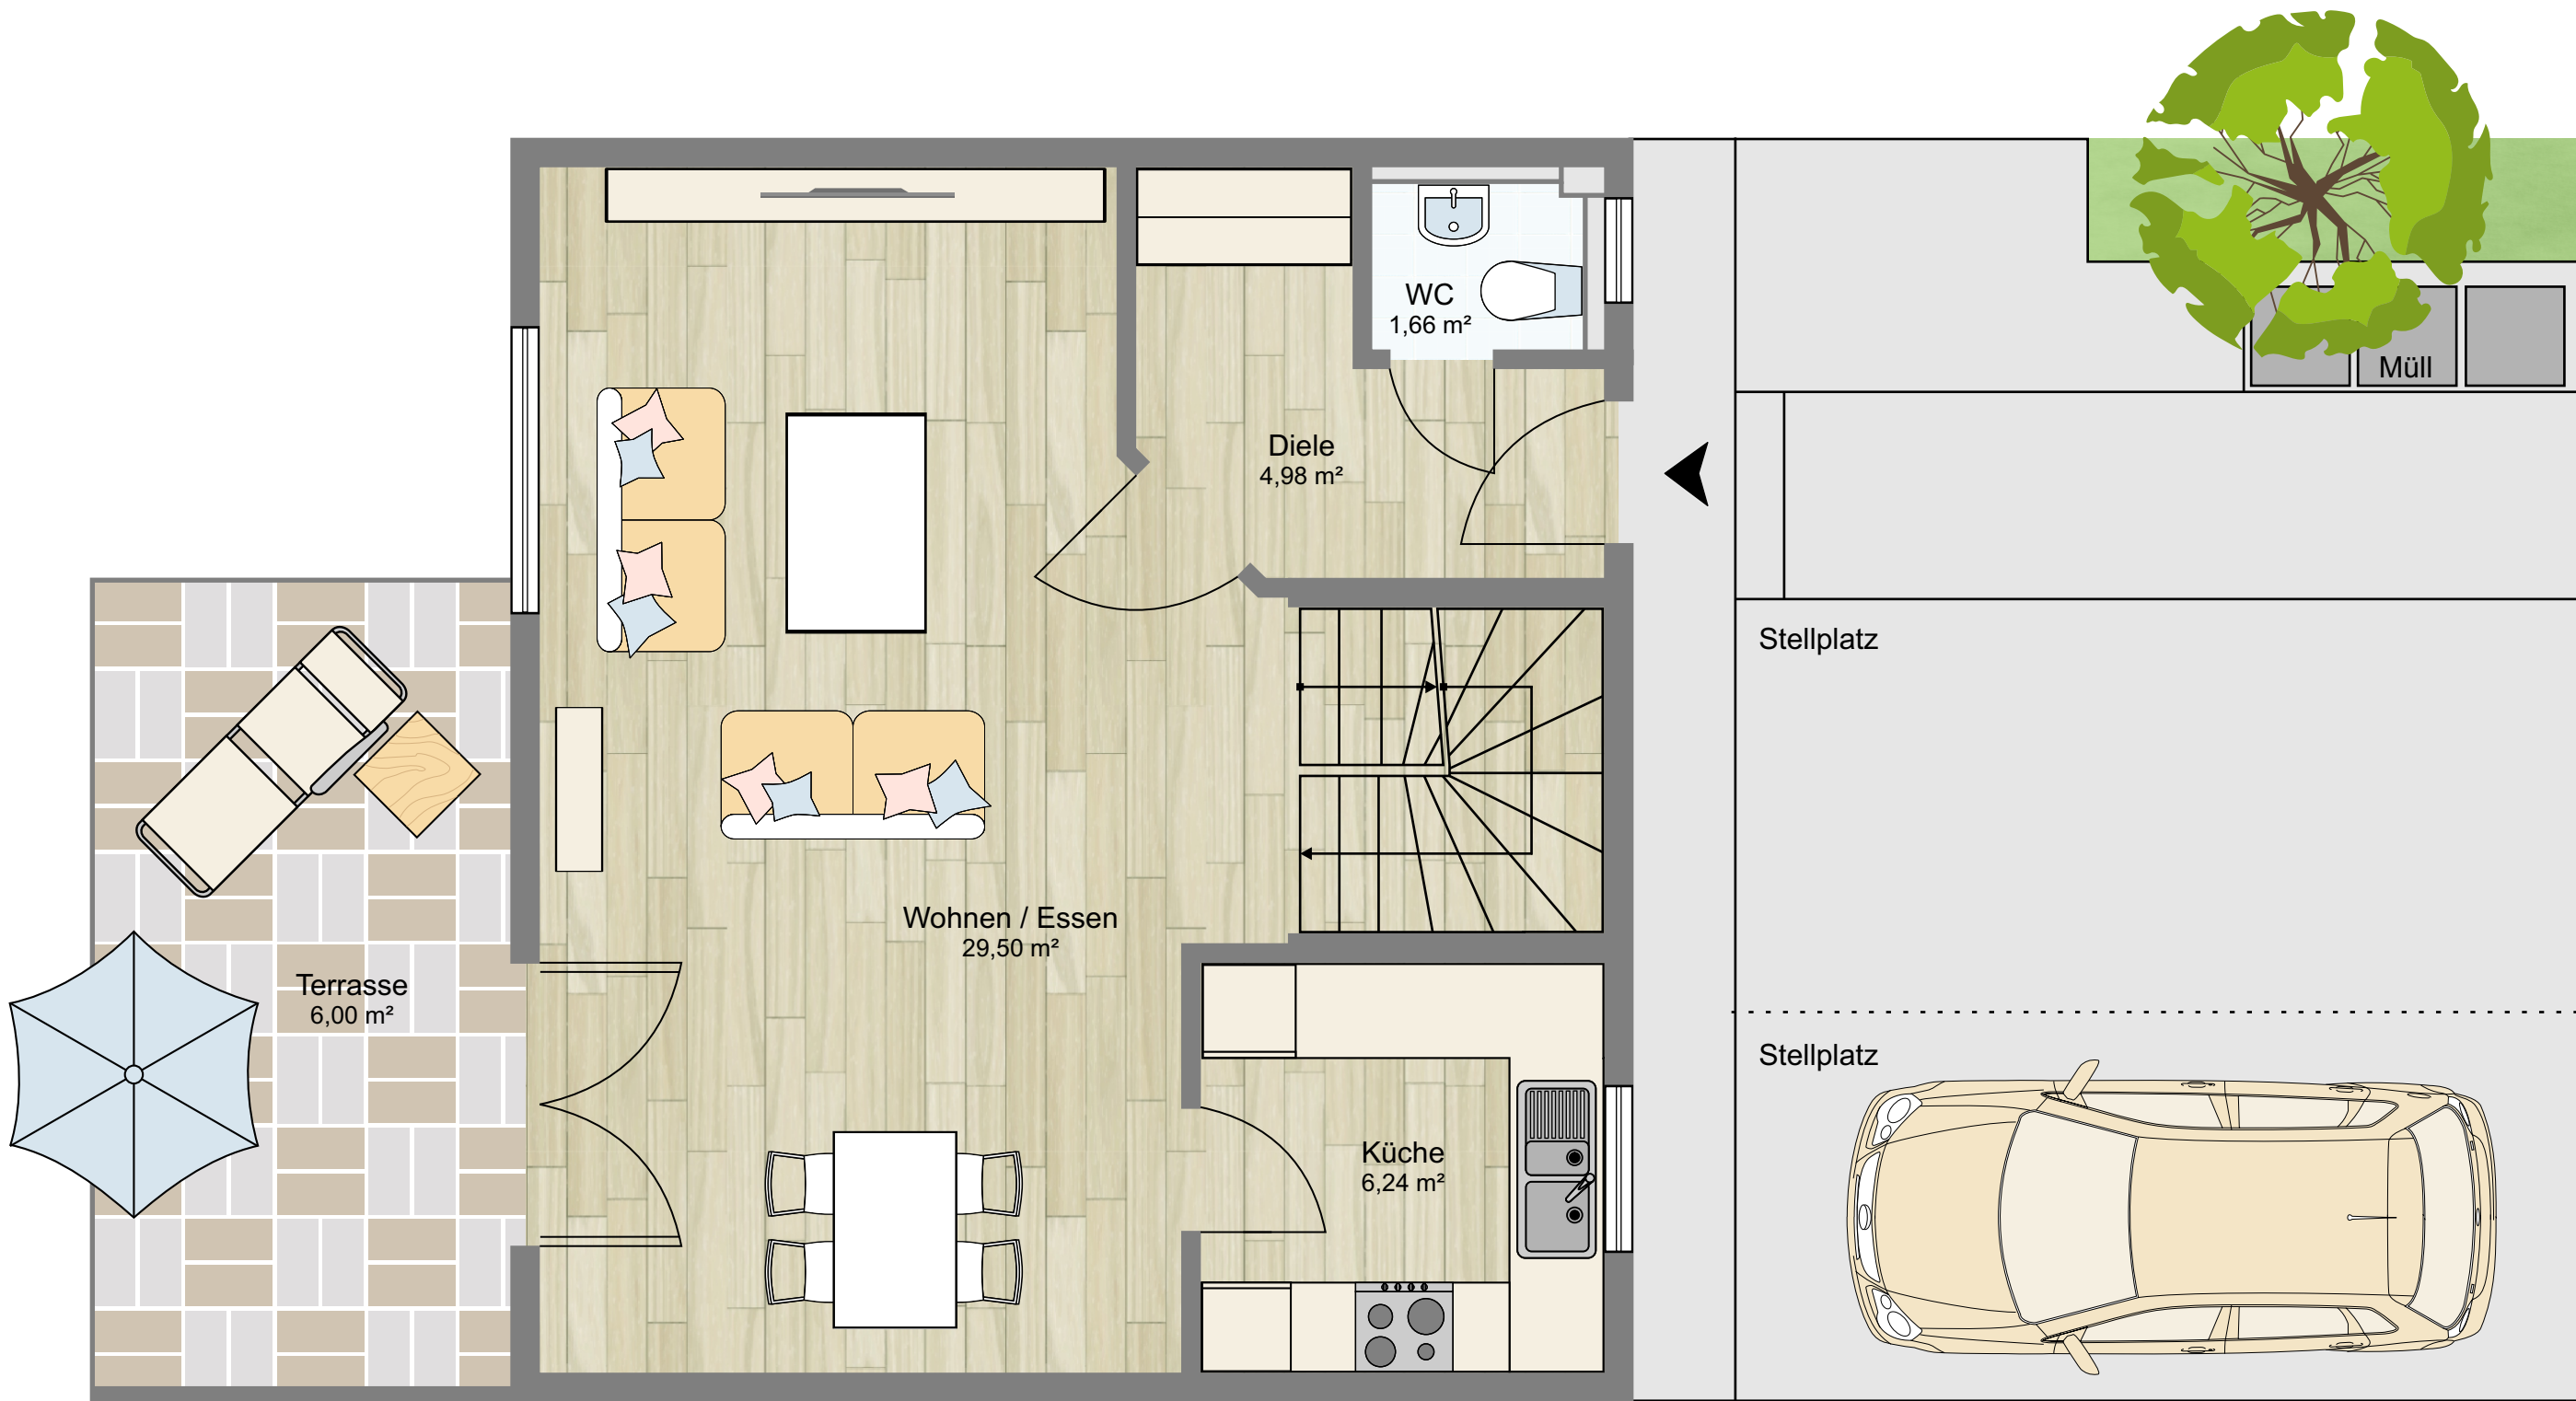 WC
1,66 m²
Müll
Diele
4,98 m²
Stellplatz
Wohnen / Essen
29,50 m²
Terrasse
6,00 m²
Stellplatz
Küche
6,24 m²